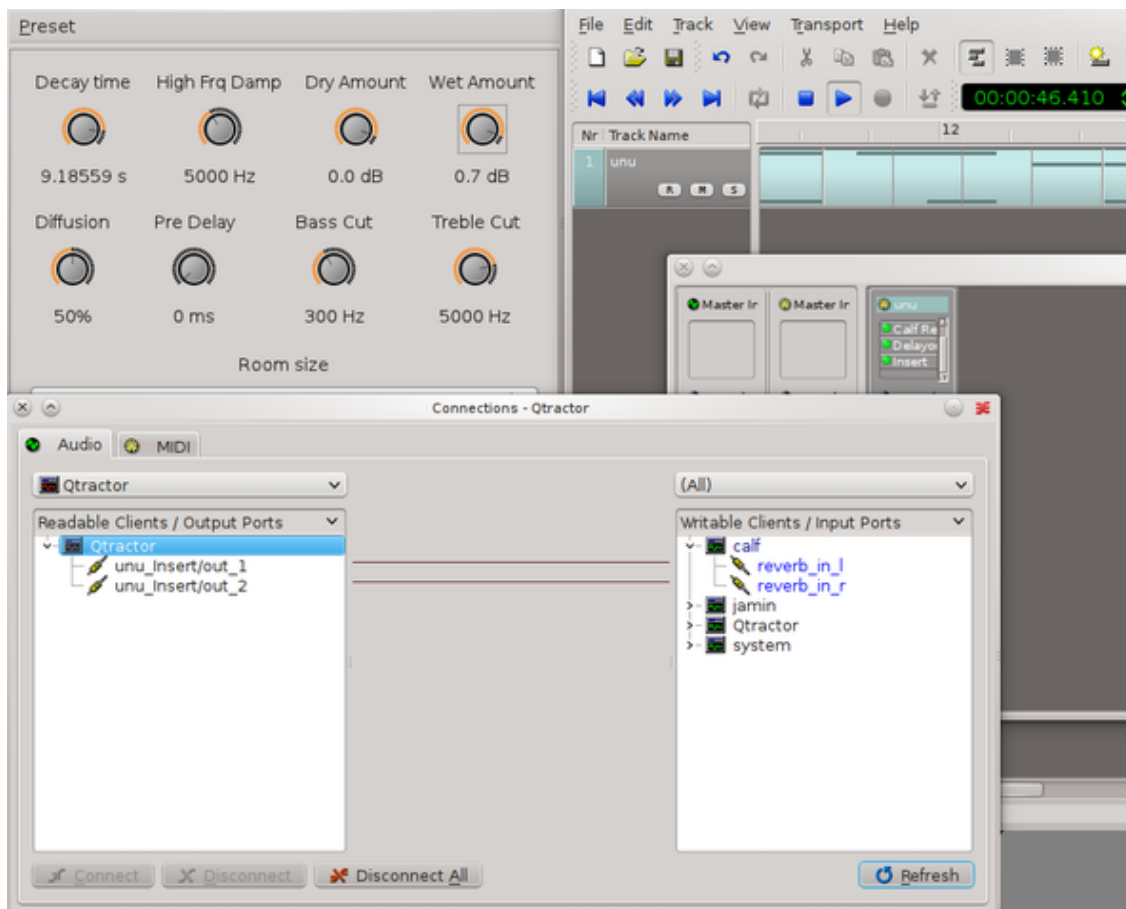 Preset
Decay time High Frq Damp Dry Amount Wet Amount
9.18559 s 5000 Hz 0.0 dB 0.7 dB
Diffusion Pre Delay Bass Cut Treble Cut
50% 0 ms 300 Hz 5000 Hz
Room size
File Edit Track View Transport Help
00:00:46.410
Nr Track Name 12
1 unu
R M S
Master Ir Master Ir unu
Calf Re
Delayo
Insert
Connections - Qtractor
Audio MIDI
Qtractor (All)
Readable Clients / Output Ports Writable Clients / Input Ports
Qtractor calf
unu_Insert/out_1 reverb_in_l
unu_Insert/out_2 reverb_in_r
jamin
Qtractor
system
Connect Disconnect Disconnect All Refresh